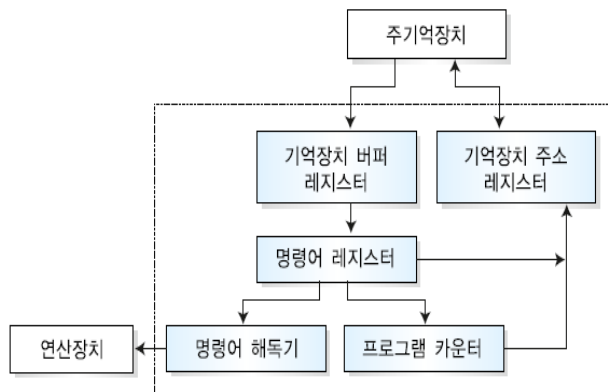 주기억장치
기억장치 버퍼
레지스터
기억장치 주소
레지스터
명령어 레지스터
연산장치
명령어 해독기
프로그램 카운터